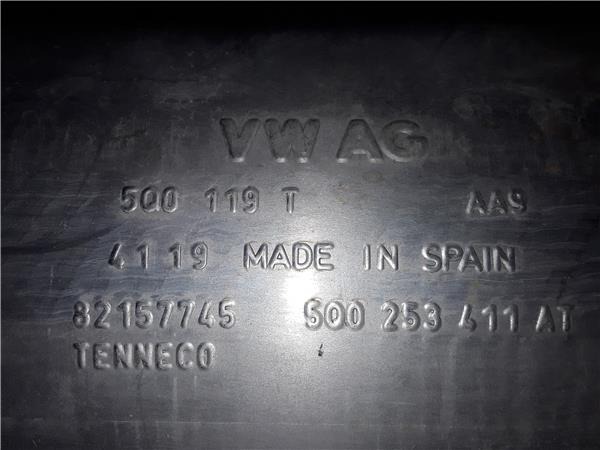 VW AG
5Q0 119 T AA9
41 19 MADE IN SPAIN
82157745 5Q0 253 411 AT
TENNECO